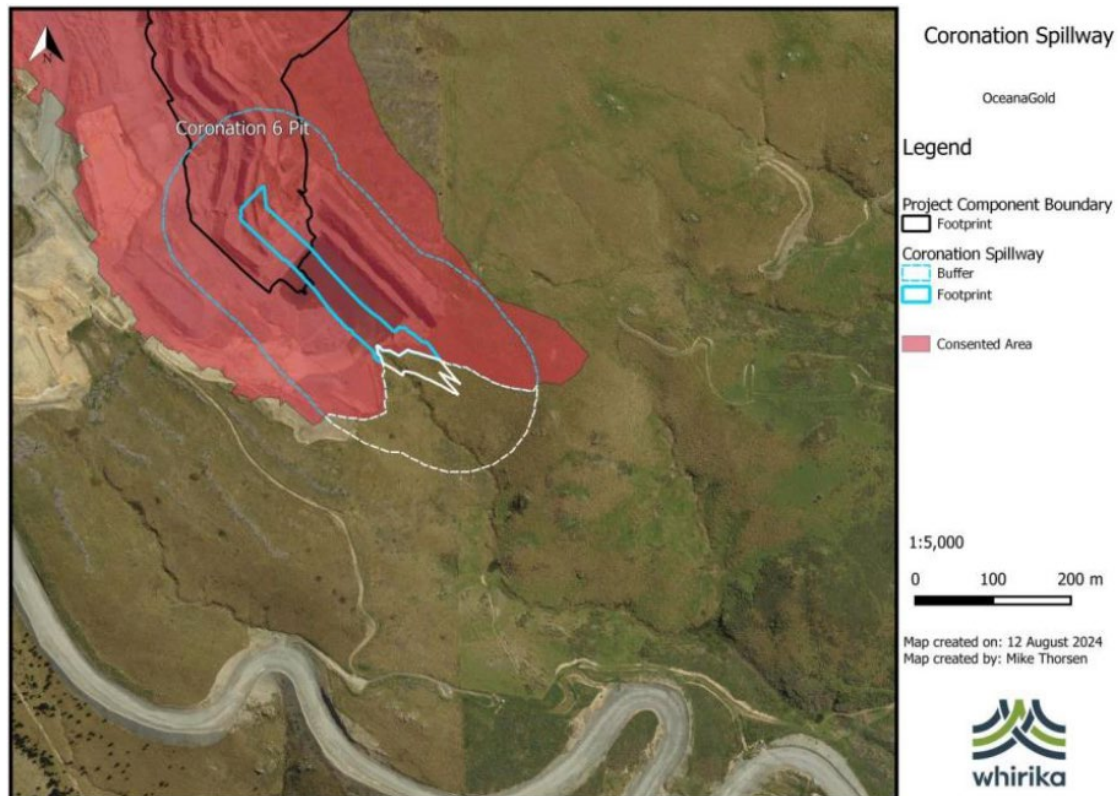 Coronation Spillway
OceanaGold
Legend
Project Component Boundary
Footprint
Coronation Spillway
Buffer
Footprint
Consented Area
1:5,000
0 100 200 m
Map created on: 12 August 2024
Map created by: Mike Thorsen
whirika
N
Coronation 6 Pit